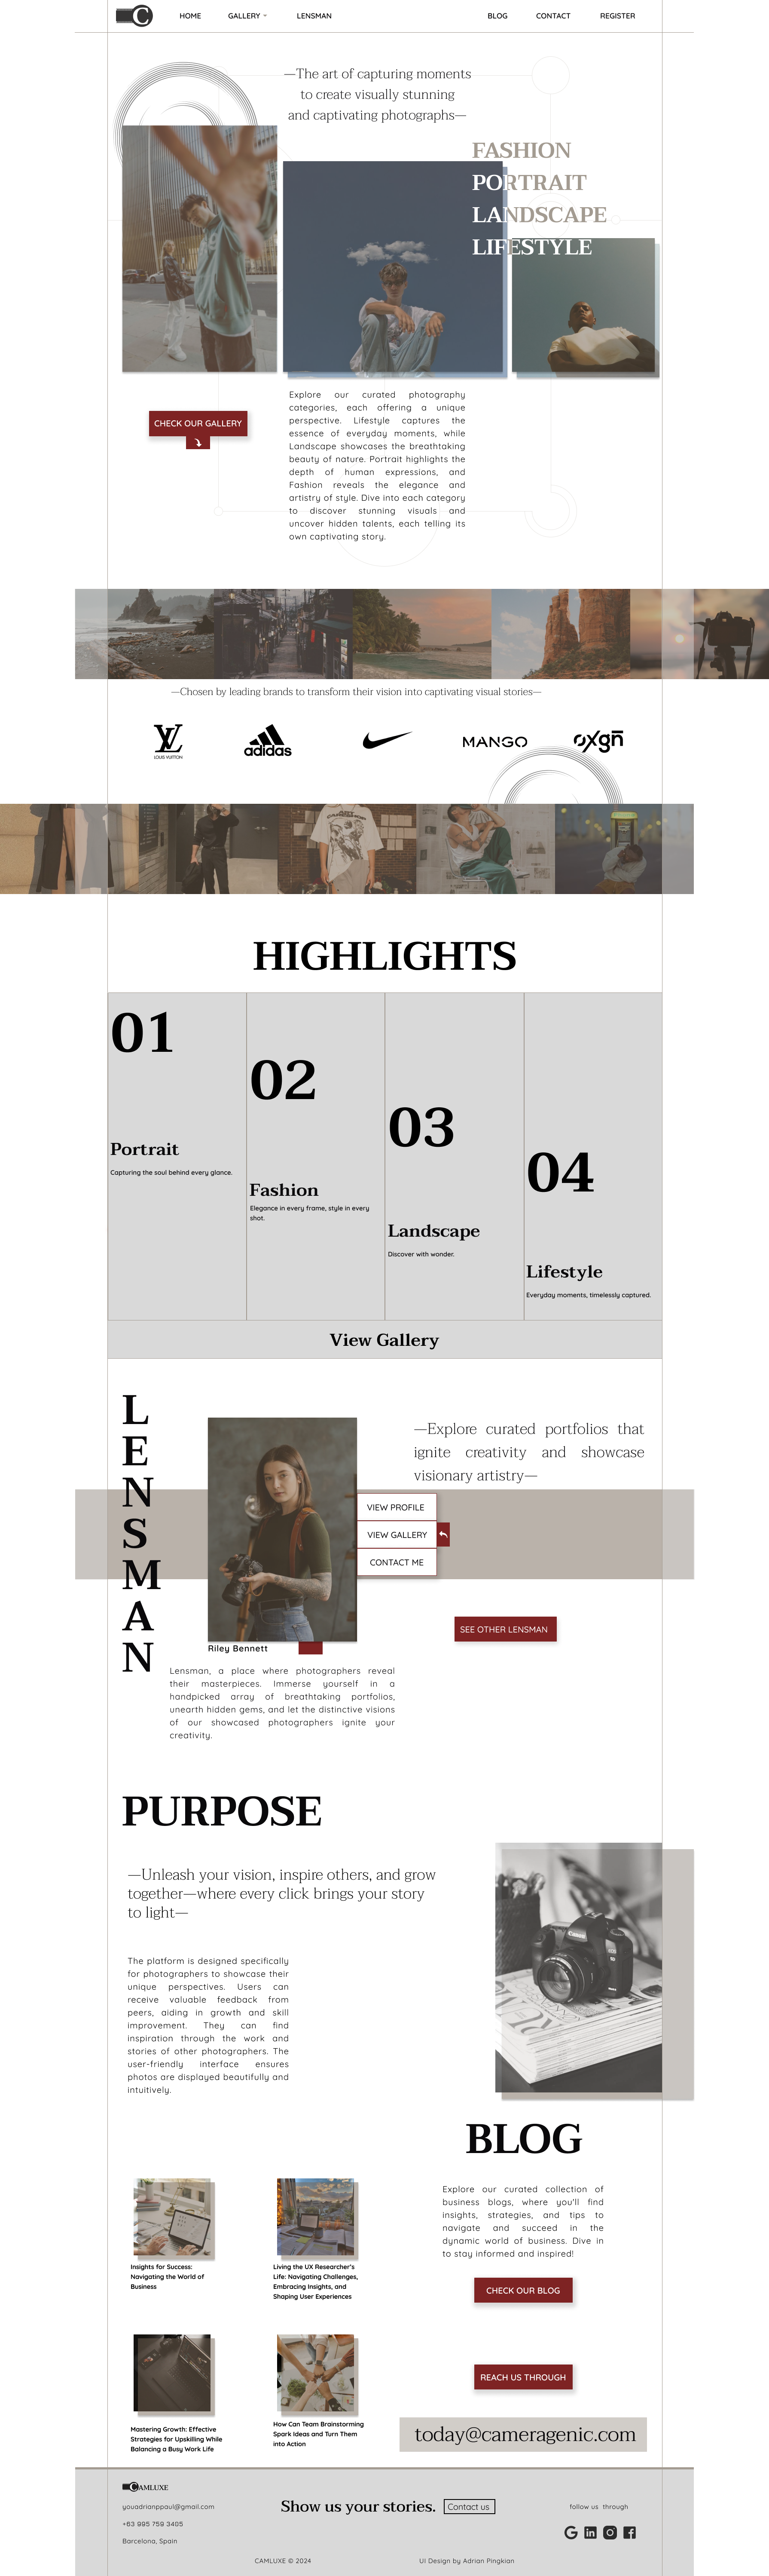 C
HOME
GALLERY
LENSMAN
BLOG
CONTACT
REGISTER
—The art of capturing moments
to create visually stunning
and captivating photographs—
FASHION
PORTRAIT
LANDSCAPE
LIFESTYLE
CHECK OUR GALLERY
Explore our curated photography
categories, each offering a unique
perspective. Lifestyle captures the
essence of everyday moments, while
Landscape showcases the breathtaking
beauty of nature. Portrait highlights the
depth of human expressions, and
Fashion reveals the elegance and
artistry of style. Dive into each category
to discover stunning visuals and
uncover hidden talents, each telling its
own captivating story.
—Chosen by leading brands to transform their vision into captivating visual stories—
LV
LOUIS VUITTON
adidas
MANGO
oxgn
HIGHLIGHTS
01
Portrait
Capturing the soul behind every glance.
02
Fashion
Elegance in every frame, style in every
shot.
03
Landscape
Discover with wonder.
04
Lifestyle
Everyday moments, timelessly captured.
View Gallery
L
E
N
S
M
A
N
—Explore curated portfolios that
ignite creativity and showcase
visionary artistry—
VIEW PROFILE
VIEW GALLERY
CONTACT ME
SEE OTHER LENSMAN
Riley Bennett
Lensman, a place where photographers reveal
their masterpieces. Immerse yourself in a
handpicked array of breathtaking portfolios,
unearth hidden gems, and let the distinctive visions
of our showcased photographers ignite your
creativity.
PURPOSE
—Unleash your vision, inspire others, and grow
together—where every click brings your story
to light—
The platform is designed specifically
for photographers to showcase their
unique perspectives. Users can
receive valuable feedback from
peers, aiding in growth and skill
improvement. They can find
inspiration through the work and
stories of other photographers. The
user-friendly interface ensures
photos are displayed beautifully and
intuitively.
Canon
BLOG
Explore our curated collection of
business blogs, where you'll find
insights, strategies, and tips to
navigate and succeed in the
dynamic world of business. Dive in
to stay informed and inspired!
CHECK OUR BLOG
Insights for Success:
Navigating the World of
Business
Living the UX Researcher's
Life: Navigating Challenges,
Embracing Insights, and
Shaping User Experiences
Mastering Growth: Effective
Strategies for Upskilling While
Balancing a Busy Work Life
How Can Team Brainstorming
Spark Ideas and Turn Them
into Action
REACH US THROUGH
today@cameragenic.com
CAMLUXE
youadrianppaul@gmail.com
+63 995 759 3405
Barcelona, Spain
Show us your stories.
Contact us
follow us through
CAMLUXE © 2024
UI Design by Adrian Pingkian